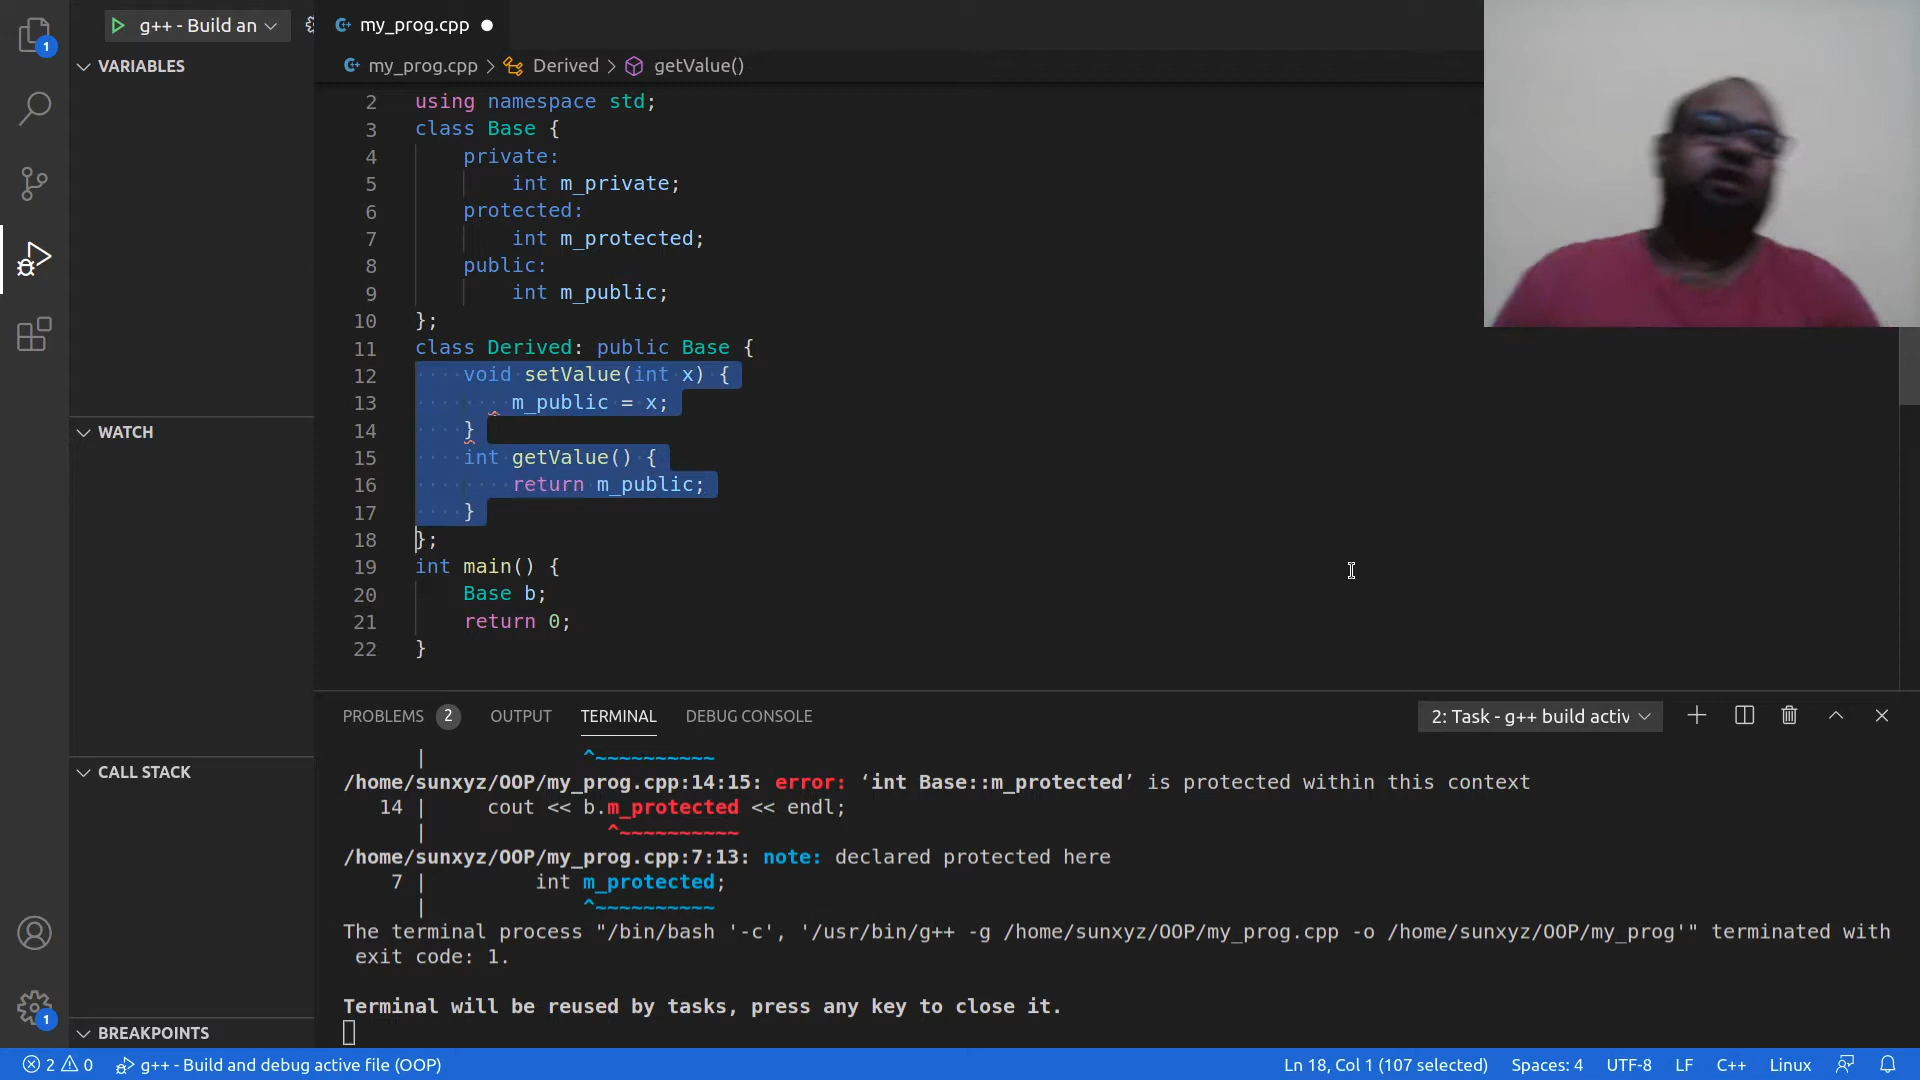 1
g++ - Build an
my_prog.cpp
my_prog.cpp > Derived > getValue()
VARIABLES
WATCH
CALL STACK
BREAKPOINTS
2 using namespace std;
3 class Base {
4 private:
5 int m_private;
6 protected:
7 int m_protected;
8 public:
9 int m_public;
10 };
11 class Derived: public Base {
12 void setValue(int x) {
13 m_public = x;
14 }
15 int getValue() {
16 return m_public;
17 }
18 };
19 int main() {
20 Base b;
21 return 0;
22 }
PROBLEMS 2 OUTPUT TERMINAL DEBUG CONSOLE 2: Task - g++ build activ
| ^~~~~~~~~~~
/home/sunxyz/OOP/my_prog.cpp:14:15: error: ‘int Base::m_protected’ is protected within this context
14 | cout << b.m_protected << endl;
| ^~~~~~~~~~~
/home/sunxyz/OOP/my_prog.cpp:7:13: note: declared protected here
7 | int m_protected;
| ^~~~~~~~~~~
The terminal process "/bin/bash '-c', '/usr/bin/g++ -g /home/sunxyz/OOP/my_prog.cpp -o /home/sunxyz/OOP/my_prog'" terminated with
exit code: 1.
Terminal will be reused by tasks, press any key to close it.
1
2 0 g++ - Build and debug active file (OOP) Ln 18, Col 1 (107 selected) Spaces: 4 UTF-8 LF C++ Linux